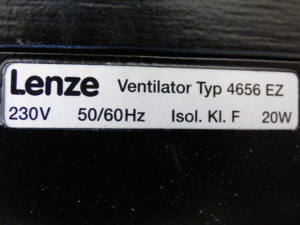 Lenze Ventilator Typ 4656 EZ
230V 50/60Hz Isol. Kl. F 20W